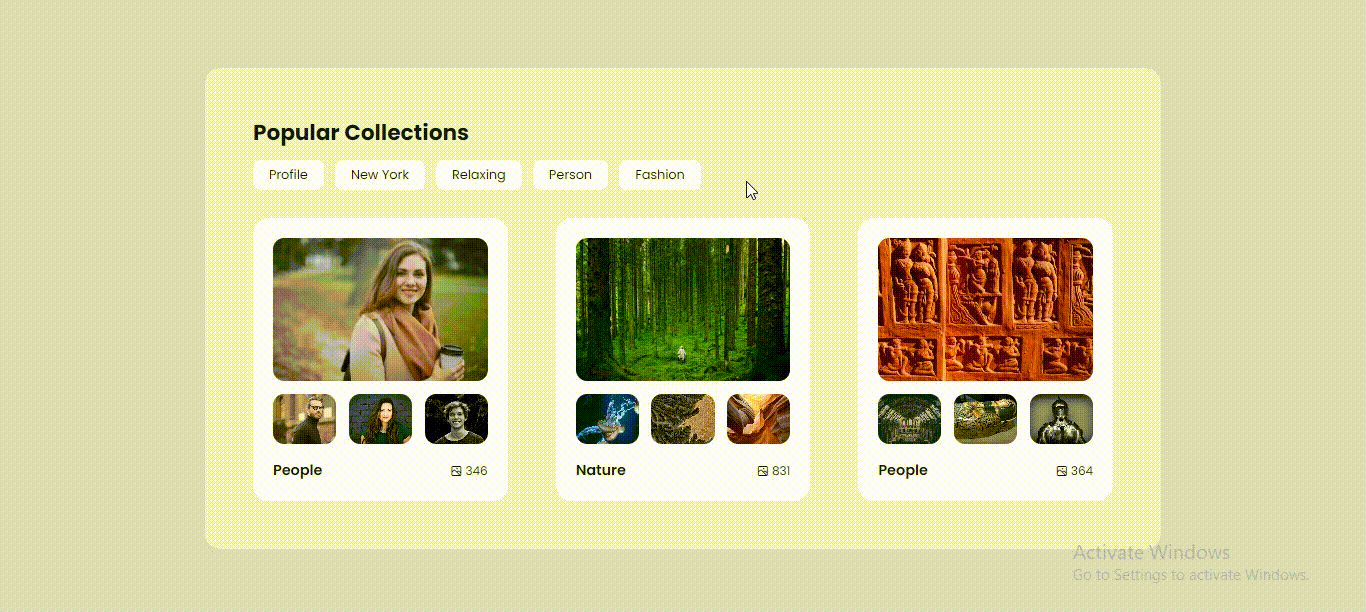 Popular Collections
Profile
New York
Relaxing
Person
Fashion
People
346
Nature
831
People
364
Activate Windows
Go to Settings to activate Windows.